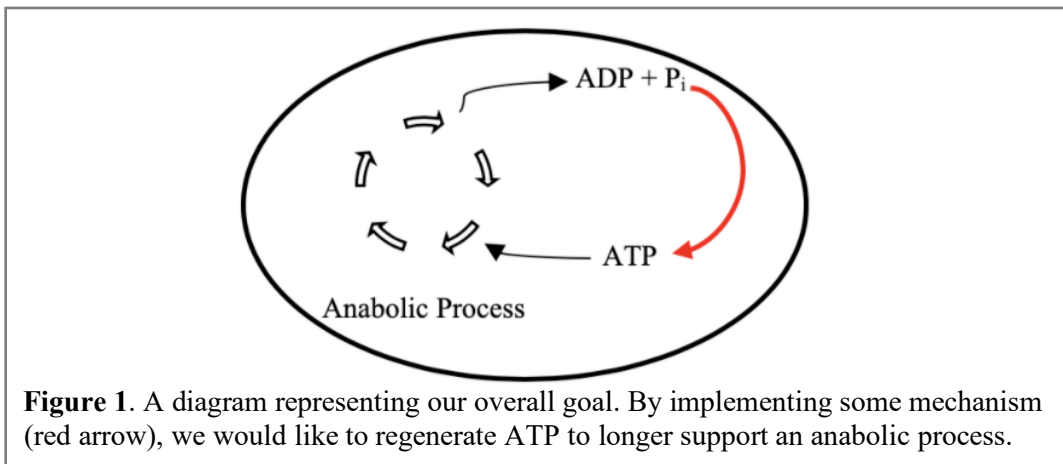 ADP + Pᵢ
ATP
Anabolic Process
Figure 1. A diagram representing our overall goal. By implementing some mechanism
(red arrow), we would like to regenerate ATP to longer support an anabolic process.